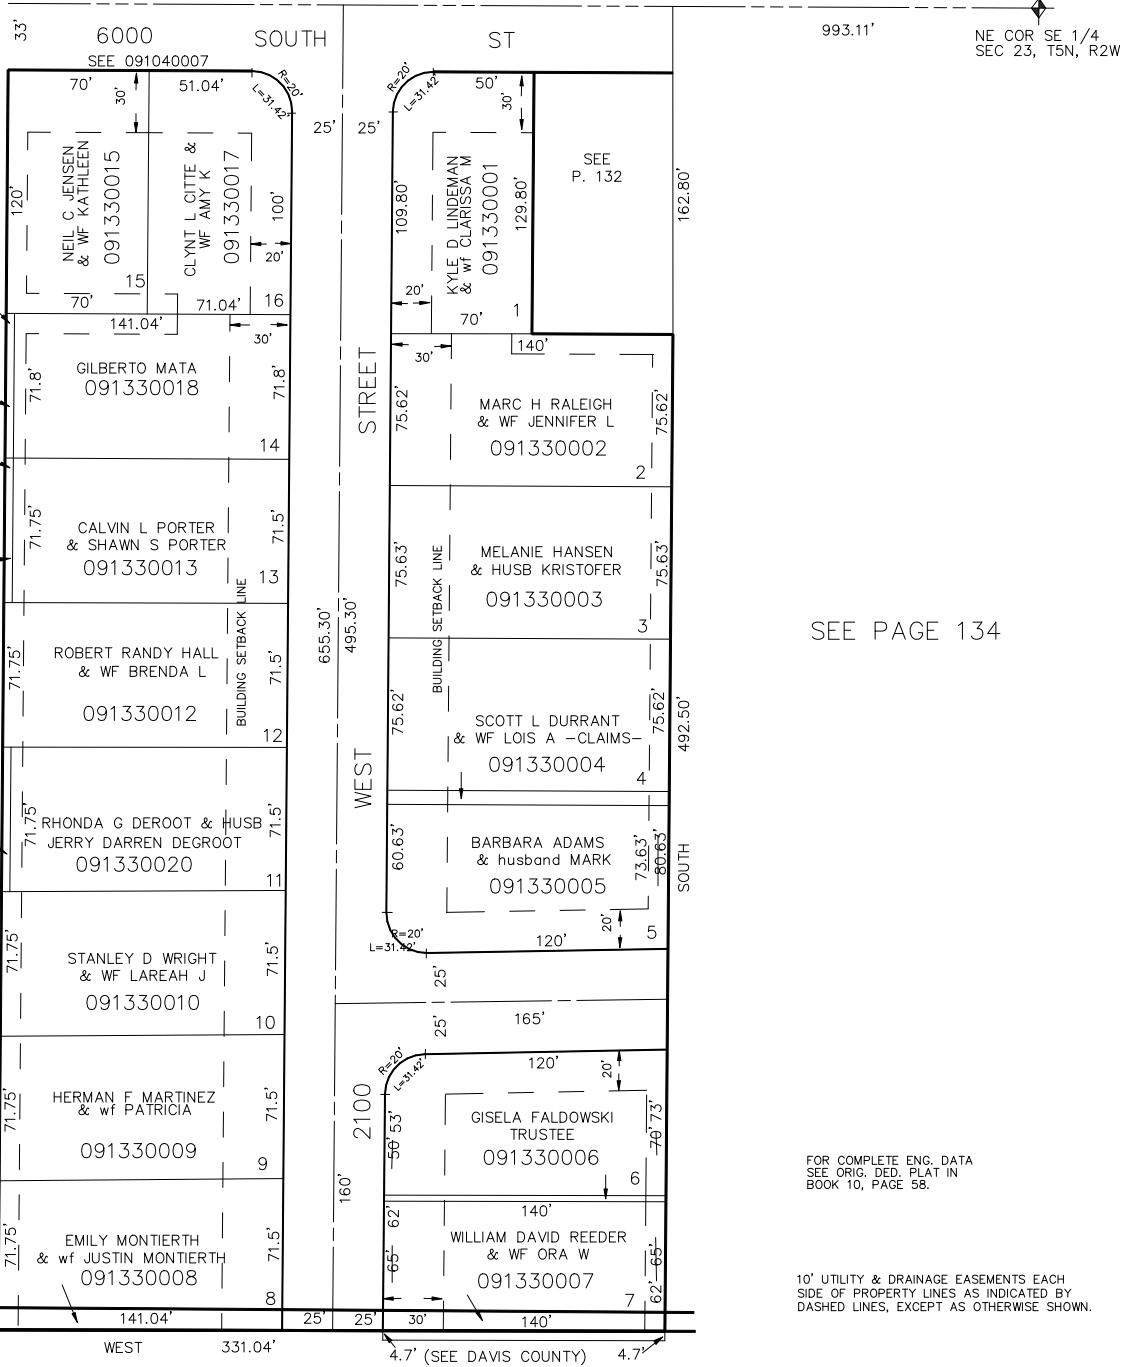 33'
6000
SOUTH
ST
993.11'
NE COR SE 1/4
SEC 23, T5N, R2W
SEE 091040007
70'
30'
51.04'
R=20'
L=31.42'
25'
25'
R=20'
L=31.42'
50'
30'
SEE
P. 132
162.80'
120'
NEIL C JENSEN
& WF KATHLEEN
091330015
15
70'
CLYNT L CITTE &
WF AMY K
091330017
100'
20'
71.04'
16
109.80'
KYLE D LINDEMAN
& wf CLARISSA M
091330001
129.80'
20'
70'
1
141.04'
30'
71.8'
GILBERTO MATA
091330018
71.8'
14
STREET
30'
140'
75.62'
MARC H RALEIGH
& WF JENNIFER L
091330002
75.62'
2
71.75'
CALVIN L PORTER
& SHAWN S PORTER
091330013
71.5'
13
75.63'
BUILDING SETBACK LINE
MELANIE HANSEN
& HUSB KRISTOFER
091330003
75.63'
3
SEE PAGE 134
655.30'
495.30'
71.75'
ROBERT RANDY HALL
& WF BRENDA L
091330012
BUILDING SETBACK LINE
71.5'
12
WEST
75.62'
SCOTT L DURRANT
& WF LOIS A -CLAIMS-
091330004
75.62'
4
492.50'
SOUTH
71.75'
RHONDA G DEROOT & HUSB
JERRY DARREN DEGROOT
091330020
71.5'
11
60.63'
BARBARA ADAMS
& husband MARK
091330005
73.63'
80.63'
20'
5
R=20'
L=31.42'
120'
71.75'
STANLEY D WRIGHT
& WF LAREAH J
091330010
71.5'
10
25'
165'
25'
R=20'
L=31.42'
120'
20'
2100
71.75'
HERMAN F MARTINEZ
& wf PATRICIA
091330009
71.5'
9
50' 53'
GISELA FALDOWSKI
TRUSTEE
091330006
70' 73'
6
FOR COMPLETE ENG. DATA
SEE ORIG. DED. PLAT IN
BOOK 10, PAGE 58.
160'
71.75'
EMILY MONTIERTH
& wf JUSTIN MONTIERTH
091330008
71.5'
8
62'
65'
140'
WILLIAM DAVID REEDER
& WF ORA W
091330007
62' 65'
7
10' UTILITY & DRAINAGE EASEMENTS EACH
SIDE OF PROPERTY LINES AS INDICATED BY
DASHED LINES, EXCEPT AS OTHERWISE SHOWN.
141.04'
25'
25'
30'
140'
WEST
331.04'
4.7' (SEE DAVIS COUNTY)
4.7'